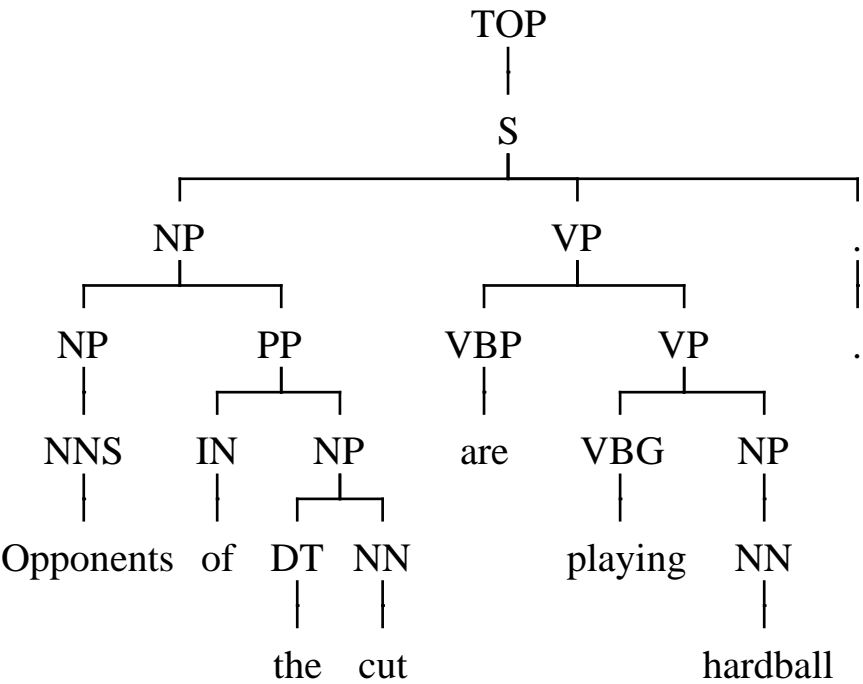 TOP
S
NP VP .
NP PP VBP VP .
NNS IN NP are VBG NP
Opponents of DT NN playing NN
the cut hardball